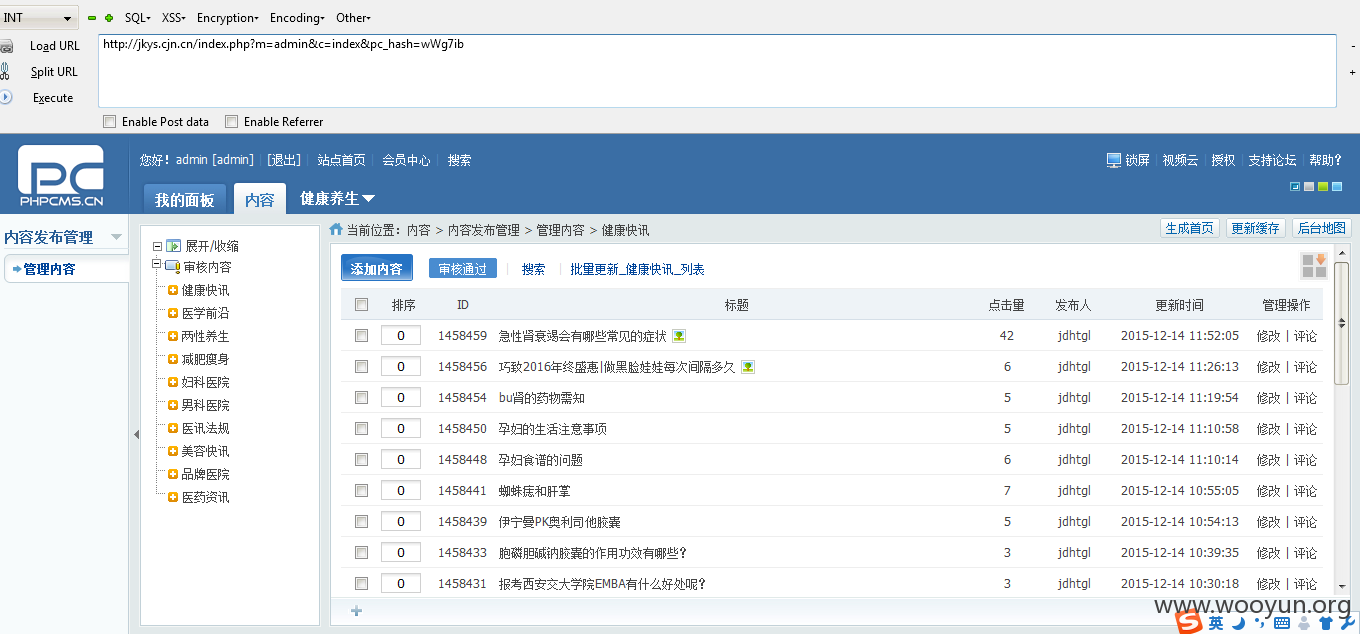 INT SQL- XSS- Encryption- Encoding- Other-
Load URL http://jkys.cjn.cn/index.php?m=admin&c=index&pc_hash=wWg7ib
Split URL
Execute
Enable Post data Enable Referrer
PC
PHPCMS.CN
您好! admin [admin] | [退出] | 站点首页 | 会员中心 | 搜索
锁屏 | 视频云 | 授权 | 支持论坛 | 帮助?
我的面板 内容 健康养生
内容发布管理
管理内容
展开/收缩
审核内容
健康快讯
医学前沿
两性养生
减肥瘦身
妇科医院
男科医院
医讯法规
美容快讯
品牌医院
医药资讯
当前位置: 内容 > 内容发布管理 > 管理内容 > 健康快讯
生成首页 更新缓存 后台地图
添加内容 审核通过 | 搜索 | 批量更新_健康快讯_列表
排序 ID 标题 点击量 发布人 更新时间 管理操作
0 1458459 急性肾衰竭会有哪些常见的症状 42 jdhtgl 2015-12-14 11:52:05 修改 | 评论
0 1458456 巧致2016年终盛惠|做黑脸娃娃每次间隔多久 6 jdhtgl 2015-12-14 11:26:13 修改 | 评论
0 1458454 bu肾的药物需知 5 jdhtgl 2015-12-14 11:19:54 修改 | 评论
0 1458450 孕妇的生活注意事项 5 jdhtgl 2015-12-14 11:10:58 修改 | 评论
0 1458448 孕妇食谱的问题 6 jdhtgl 2015-12-14 11:10:14 修改 | 评论
0 1458441 蜘蛛痣和肝掌 7 jdhtgl 2015-12-14 10:55:05 修改 | 评论
0 1458439 伊宁曼PK奥利司他胶囊 5 jdhtgl 2015-12-14 10:54:13 修改 | 评论
0 1458433 胞磷胆碱钠胶囊的作用功效有哪些? 3 jdhtgl 2015-12-14 10:39:35 修改 | 评论
0 1458431 报考西安交大学院EMBA有什么好处呢? 3 jdhtgl 2015-12-14 10:30:18 修改 | 评论
www.wooyun.org
S 英